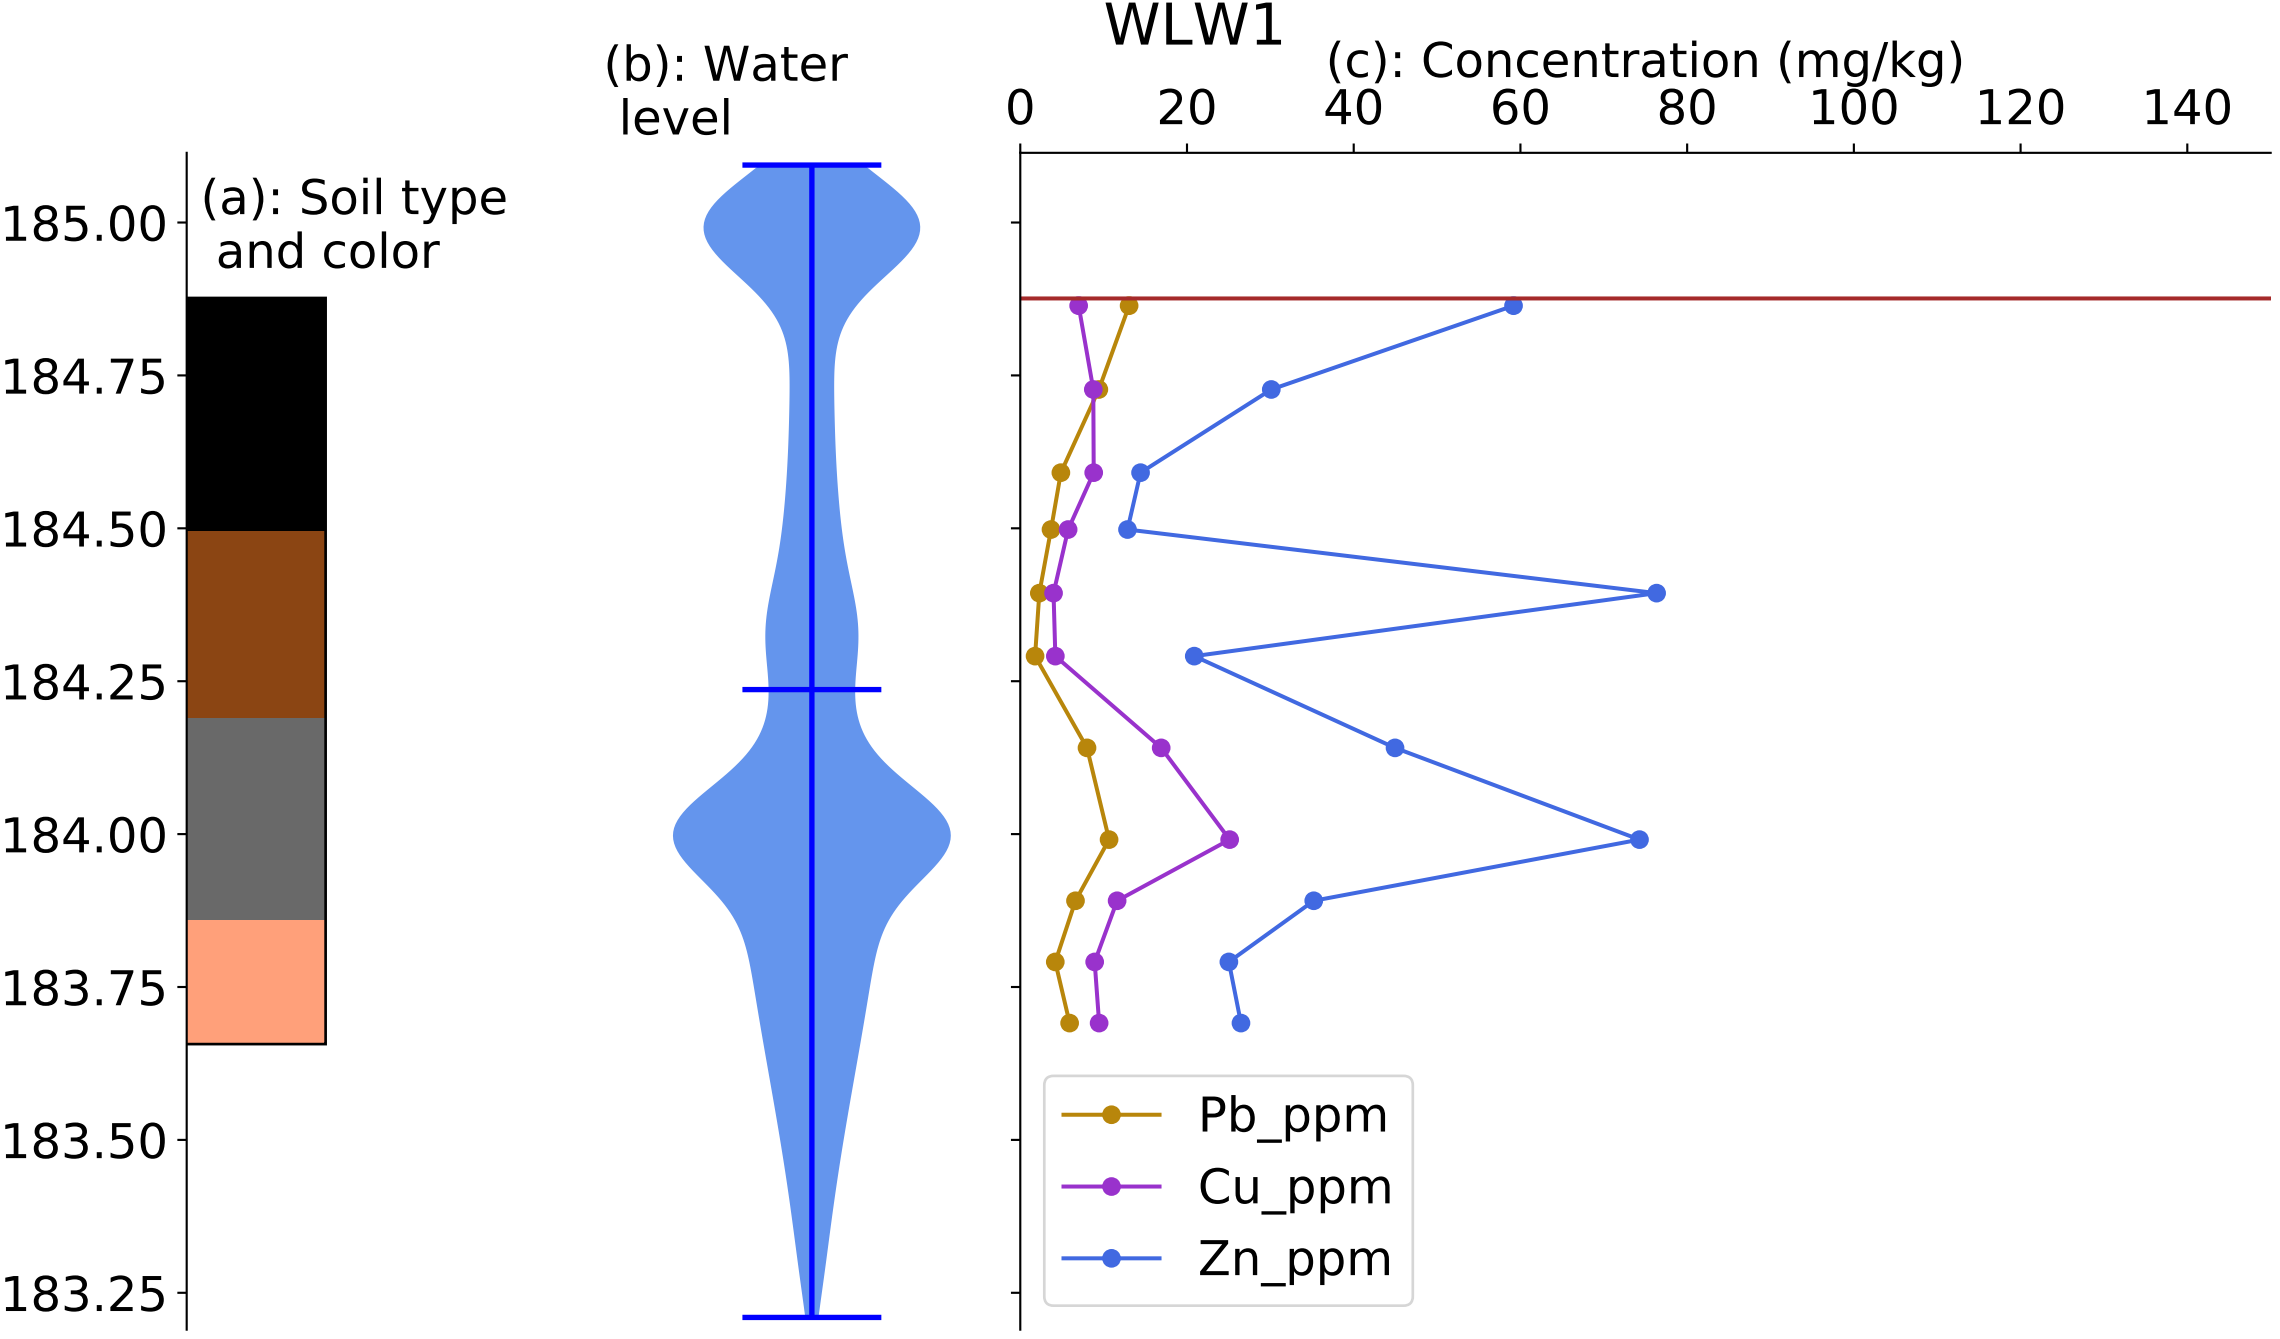 WLW1
(b): Water
level
(c): Concentration (mg/kg)
0 20 40 60 80 100 120 140
(a): Soil type
and color
185.00
184.75
184.50
184.25
184.00
183.75
183.50
183.25
Pb_ppm
Cu_ppm
Zn_ppm